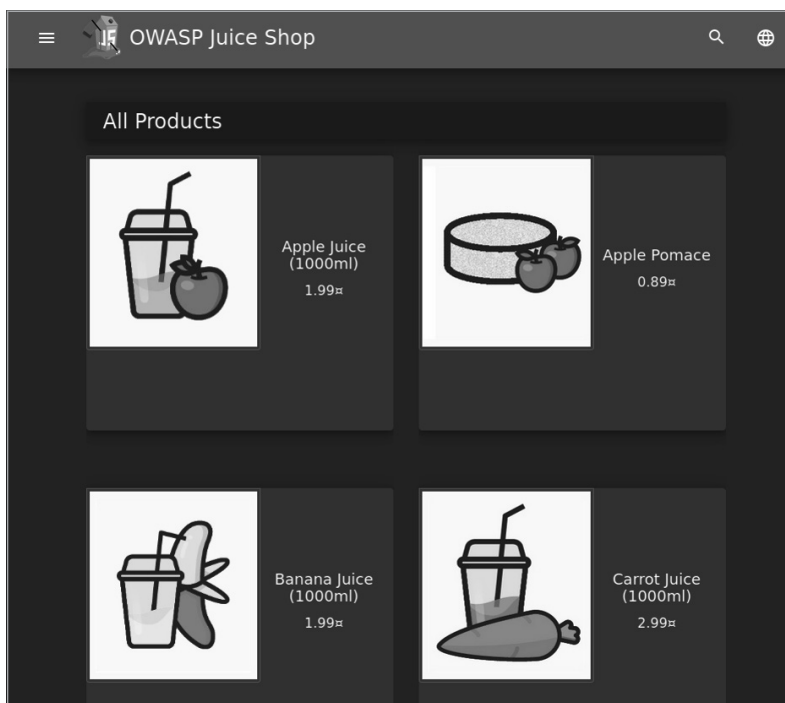 OWASP Juice Shop
All Products
Apple Juice
(1000ml)
1.99¤
Apple Pomace
0.89¤
Banana Juice
(1000ml)
1.99¤
Carrot Juice
(1000ml)
2.99¤